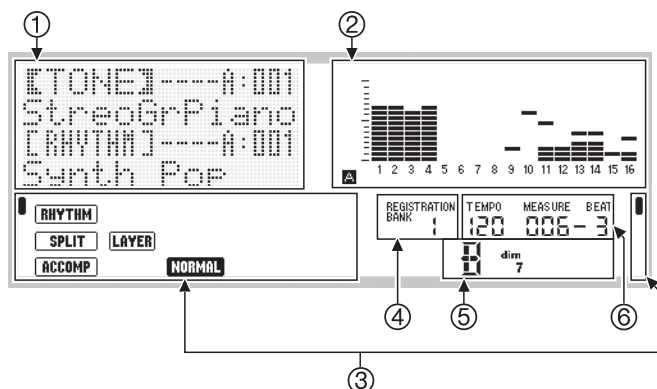 ① ②
【TONE】----A:001
StreoGrPiano
[RHYTHM]----A:001
Synth Pop
A 1 2 3 4 5 6 7 8 9 10 11 12 13 14 15 16
RHYTHM
SPLIT LAYER
ACCOMP NORMAL
REGISTRATION
BANK 1
TEMPO MEASURE BEAT
120 006- 3
B dim
7
④ ⑤ ⑥
③